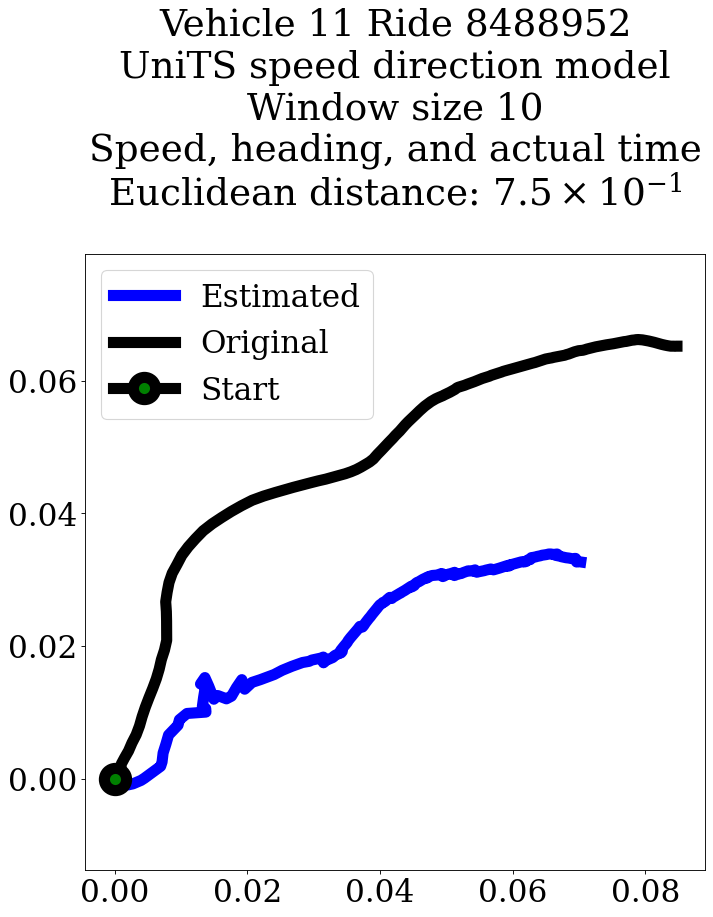 Vehicle 11 Ride 8488952
UniTS speed direction model
Window size 10
Speed, heading, and actual time
Euclidean distance: 7.5 × 10⁻¹
Estimated
Original
Start
0.06
0.04
0.02
0.00
0.00 0.02 0.04 0.06 0.08